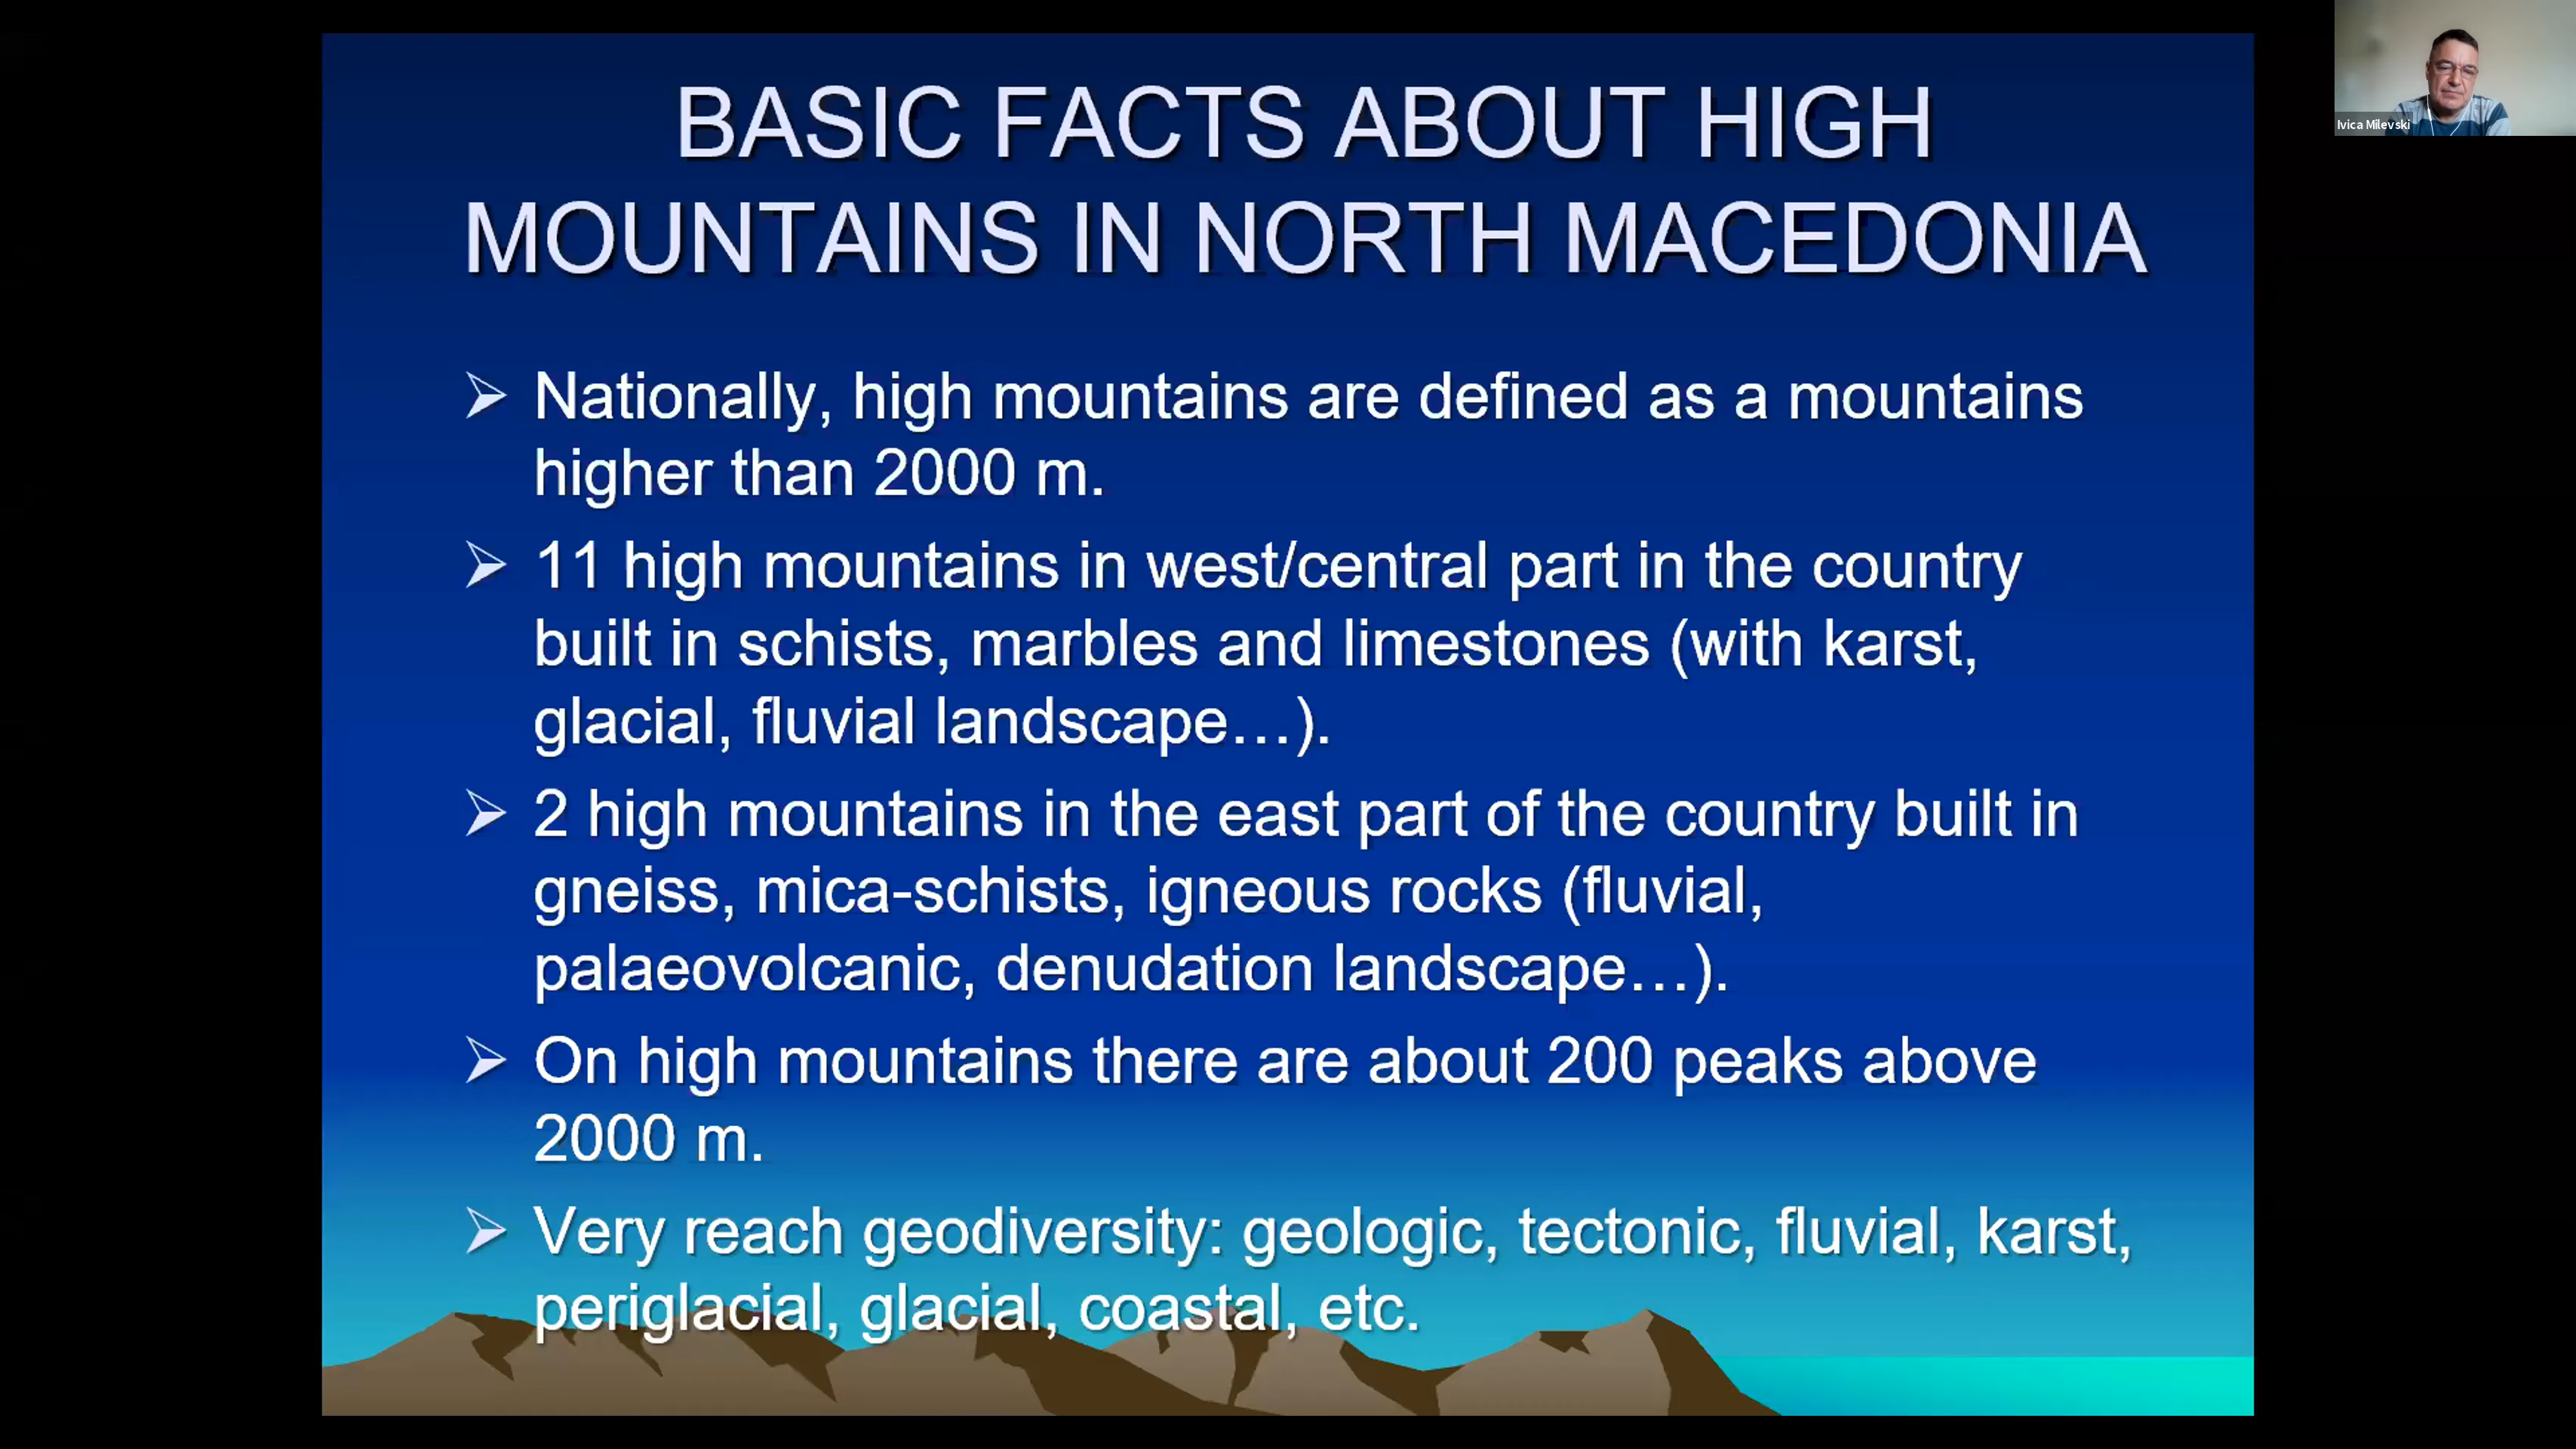 BASIC FACTS ABOUT HIGH
MOUNTAINS IN NORTH MACEDONIA
Nationally, high mountains are defined as a mountains
higher than 2000 m.
11 high mountains in west/central part in the country
built in schists, marbles and limestones (with karst,
glacial, fluvial landscape…).
2 high mountains in the east part of the country built in
gneiss, mica-schists, igneous rocks (fluvial,
palaeovolcanic, denudation landscape…).
On high mountains there are about 200 peaks above
2000 m.
Very reach geodiversity: geologic, tectonic, fluvial, karst,
periglacial, glacial, coastal, etc.
Ivica Milevski